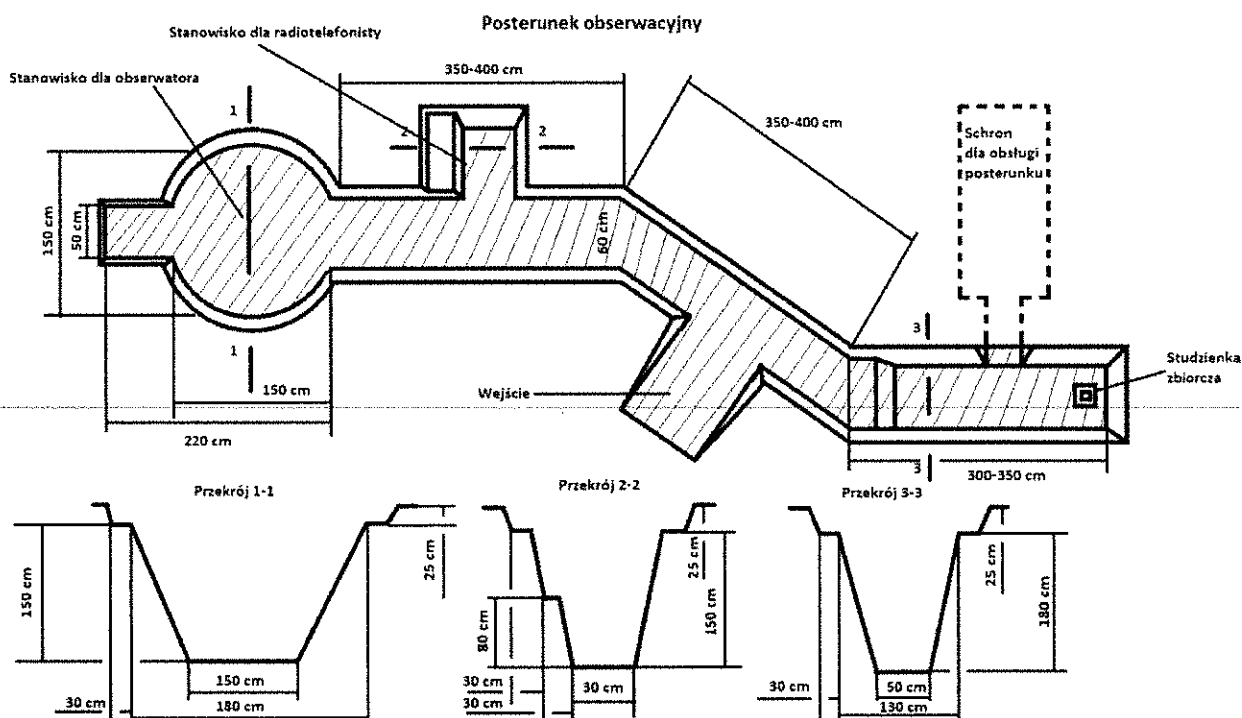 Posterunek obserwacyjny
Stanowisko dla radiotelefonisty
Stanowisko dla obserwatora
350-400 cm
350-400 cm
1
2
2
Schron
dla obsługi
posterunku
150 cm
50 cm
60 cm
3
Studzienka
zbiorcza
1
150 cm
Wejście
220 cm
3
300-350 cm
Przekrój 1-1
Przekrój 2-2
Przekrój 3-3
150 cm
25 cm
150 cm
30 cm
180 cm
80 cm
25 cm
150 cm
30 cm
30 cm
30 cm
25 cm
180 cm
30 cm
50 cm
130 cm